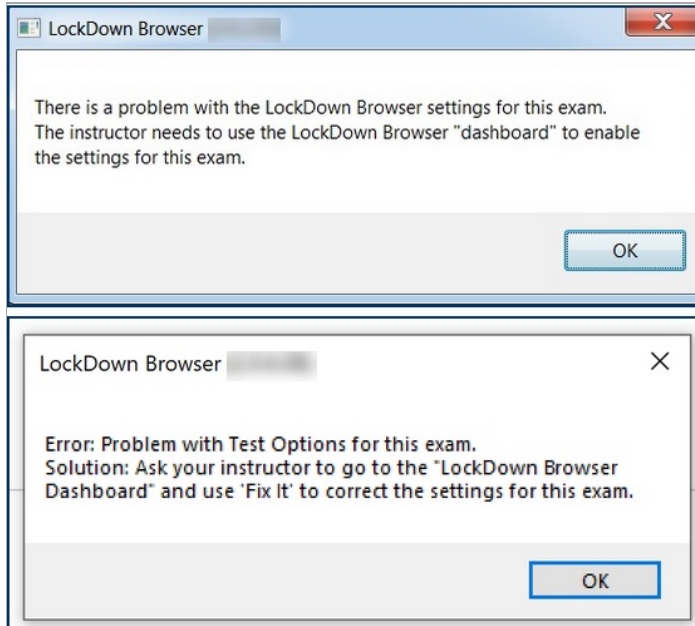 LockDown Browser
There is a problem with the LockDown Browser settings for this exam.
The instructor needs to use the LockDown Browser "dashboard" to enable
the settings for this exam.
OK
LockDown Browser
Error: Problem with Test Options for this exam.
Solution: Ask your instructor to go to the "LockDown Browser
Dashboard" and use 'Fix It' to correct the settings for this exam.
OK